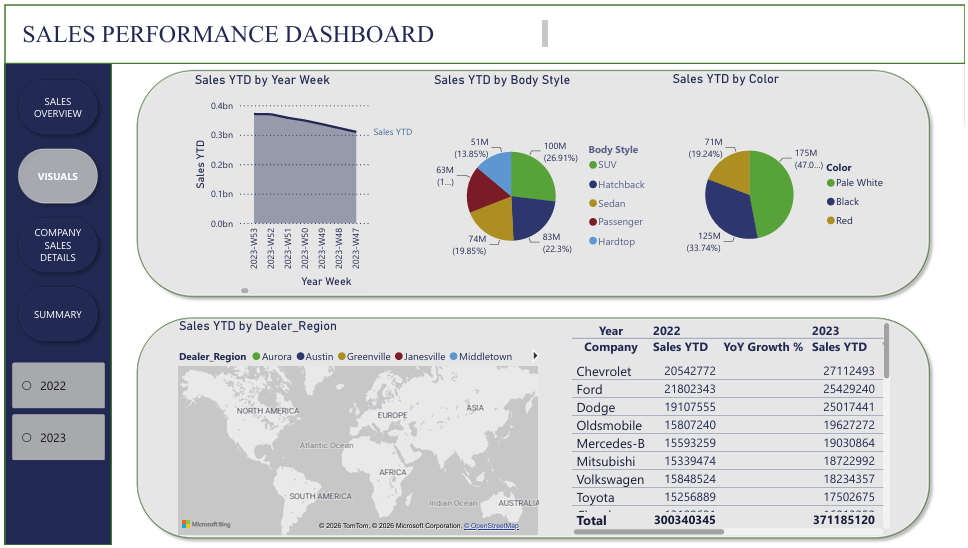 SALES PERFORMANCE DASHBOARD
SALES
OVERVIEW
VISUALS
COMPANY
SALES
DETAILS
SUMMARY
2022
2023
Sales YTD by Year Week
0.4bn
0.3bn
0.2bn
0.1bn
0.0bn
Sales YTD
Sales YTD
2023-W53
2023-W52
2023-W51
2023-W50
2023-W49
2023-W48
2023-W47
Year Week
Sales YTD by Body Style
51M
(13.85%)
100M
(26.91%)
63M
(1...)
74M
(19.85%)
83M
(22.3%)
Body Style
SUV
Hatchback
Sedan
Passenger
Hardtop
Sales YTD by Color
71M
(19.24%)
175M
(47.0...)
125M
(33.74%)
Color
Pale White
Black
Red
Sales YTD by Dealer_Region
Dealer_Region Aurora Austin Greenville Janesville Middletown
NORTH AMERICA
EUROPE
ASIA
Atlantic Ocean
AFRICA
SOUTH AMERICA
Indian Ocean
AUSTRALIA
Microsoft Bing
© 2026 TomTom, © 2026 Microsoft Corporation, © OpenStreetMap
Year 2022 2023
Company Sales YTD YoY Growth % Sales YTD
Chevrolet 20542772 27112493
Ford 21802343 25429240
Dodge 19107555 25017441
Oldsmobile 15807240 19627272
Mercedes-B 15593259 19030864
Mitsubishi 15339474 18722992
Volkswagen 15848524 18234357
Toyota 15256889 17502675
Total 300340345 371185120